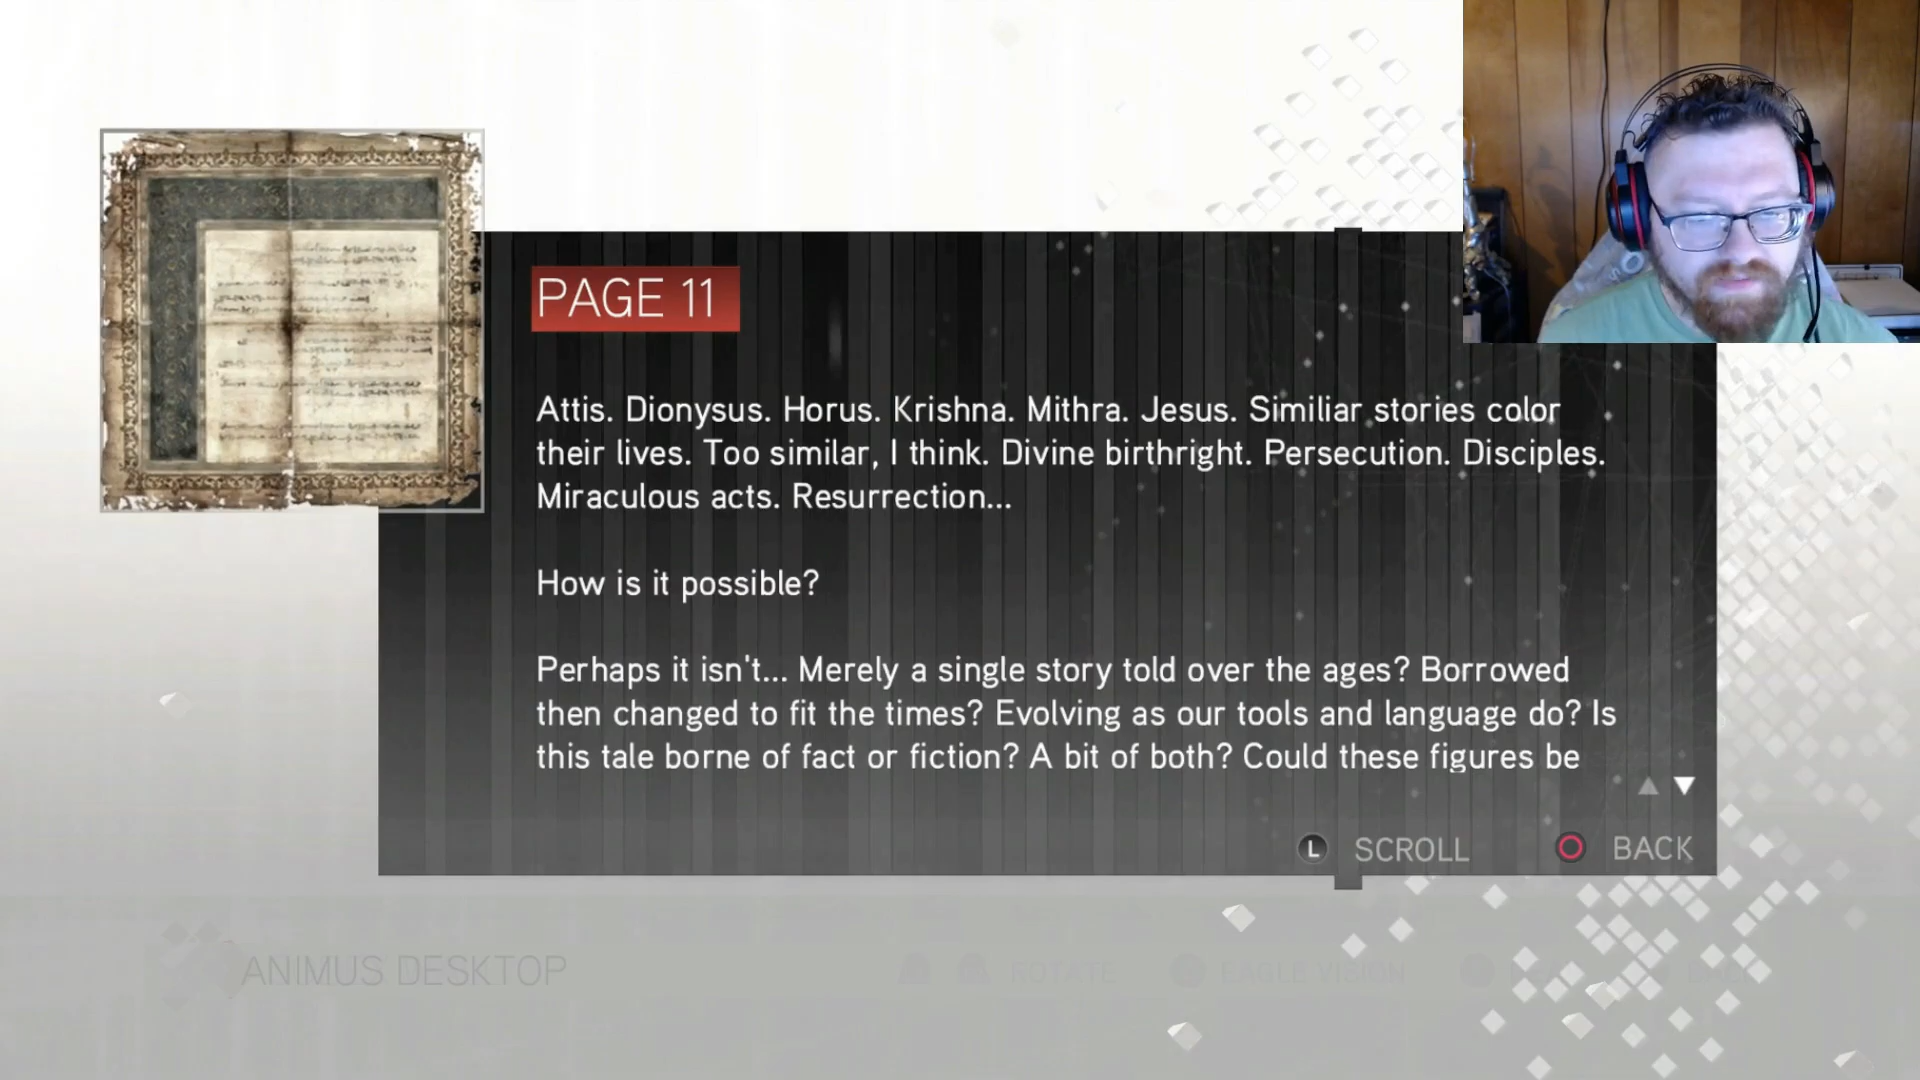 PAGE 11
Attis. Dionysus. Horus. Krishna. Mithra. Jesus. Similiar stories color
their lives. Too similar, I think. Divine birthright. Persecution. Disciples.
Miraculous acts. Resurrection...
How is it possible?
Perhaps it isn't... Merely a single story told over the ages? Borrowed
then changed to fit the times? Evolving as our tools and language do? Is
this tale borne of fact or fiction? A bit of both? Could these figures be
L SCROLL BACK
ANIMUS DESKTOP ROTATE EAGLE VISION